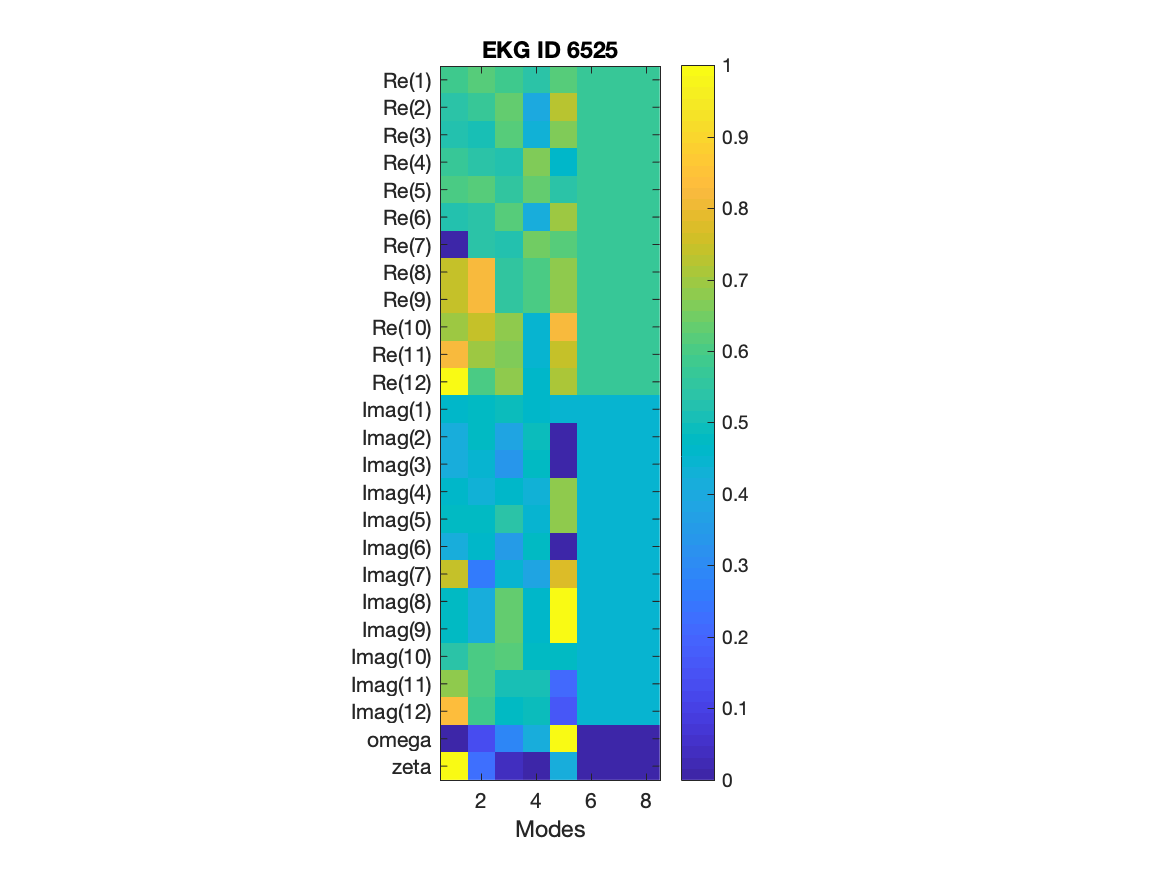 EKG ID 6525
Re(1)
Re(2)
Re(3)
Re(4)
Re(5)
Re(6)
Re(7)
Re(8)
Re(9)
Re(10)
Re(11)
Re(12)
Imag(1)
Imag(2)
Imag(3)
Imag(4)
Imag(5)
Imag(6)
Imag(7)
Imag(8)
Imag(9)
Imag(10)
Imag(11)
Imag(12)
omega
zeta
2 4 6 8
Modes
1
0.9
0.8
0.7
0.6
0.5
0.4
0.3
0.2
0.1
0